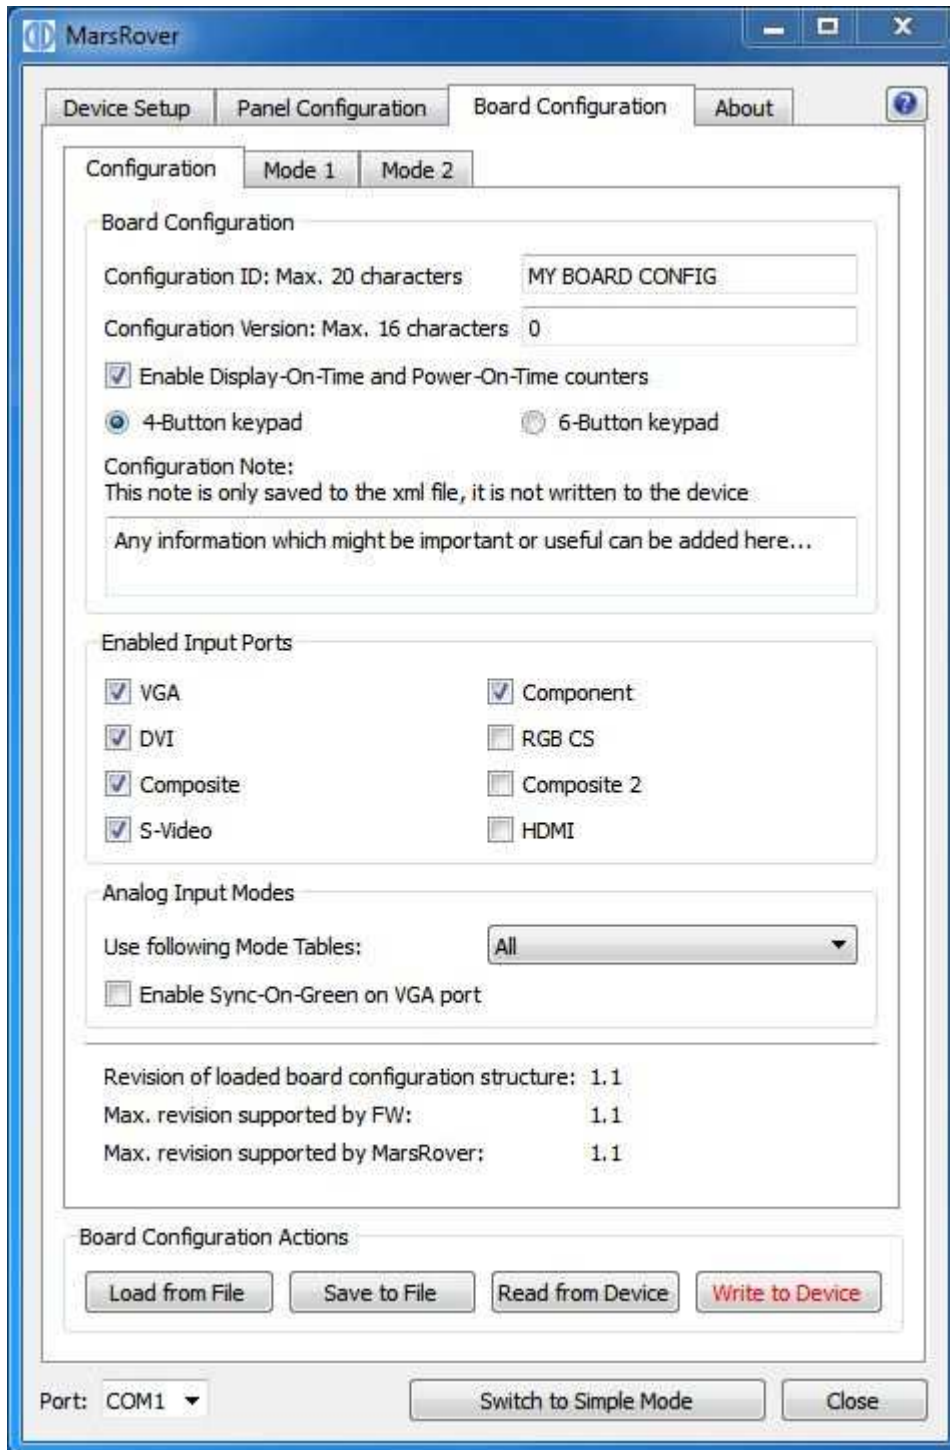 MarsRover
Device Setup Panel Configuration Board Configuration About
Configuration Mode 1 Mode 2
Board Configuration
Configuration ID: Max. 20 characters MY BOARD CONFIG
Configuration Version: Max. 16 characters 0
Enable Display-On-Time and Power-On-Time counters
4-Button keypad 6-Button keypad
Configuration Note:
This note is only saved to the xml file, it is not written to the device
Any information which might be important or useful can be added here...
Enabled Input Ports
VGA Component
DVI RGB CS
Composite Composite 2
S-Video HDMI
Analog Input Modes
Use following Mode Tables: All
Enable Sync-On-Green on VGA port
Revision of loaded board configuration structure: 1.1
Max. revision supported by FW: 1.1
Max. revision supported by MarsRover: 1.1
Board Configuration Actions
Load from File Save to File Read from Device Write to Device
Port: COM1 Switch to Simple Mode Close